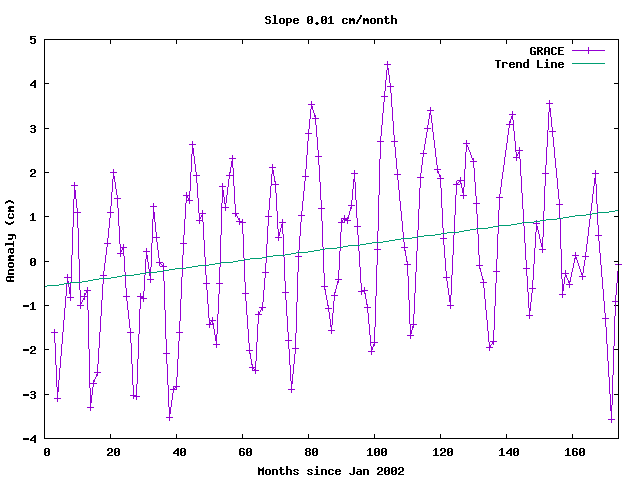 Slope 0.01 cm/month
GRACE
Trend Line
Anomaly (cm)
5
4
3
2
1
0
-1
-2
-3
-4
0 20 40 60 80 100 120 140 160
Months since Jan 2002